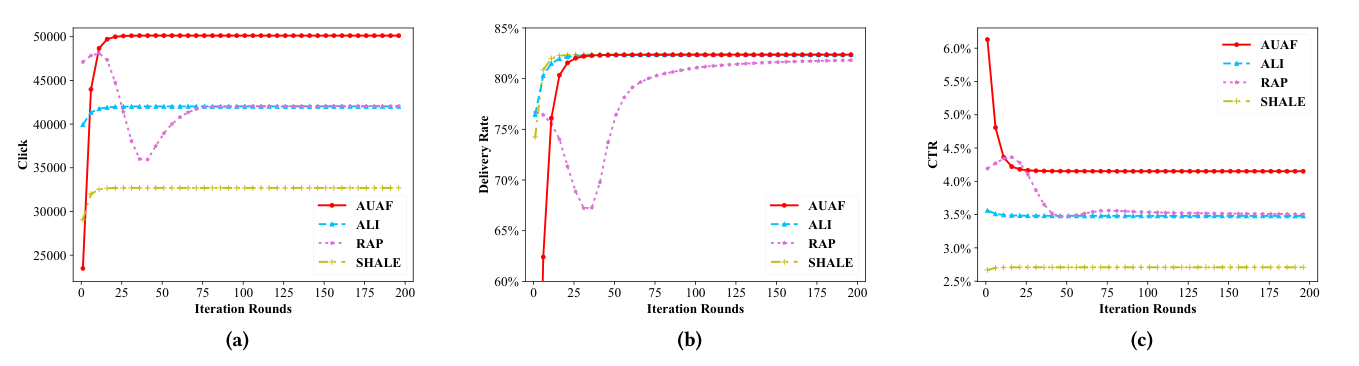 50000
45000
40000
35000
30000
25000
Click
0 25 50 75 100 125 150 175 200
Iteration Rounds
AUAF
ALI
RAP
SHALE
(a)
85%
80%
75%
70%
65%
60%
Delivery Rate
0 25 50 75 100 125 150 175 200
Iteration Rounds
AUAF
ALI
RAP
SHALE
(b)
6.0%
5.5%
5.0%
4.5%
4.0%
3.5%
3.0%
2.5%
CTR
0 25 50 75 100 125 150 175 200
Iteration Rounds
AUAF
ALI
RAP
SHALE
(c)